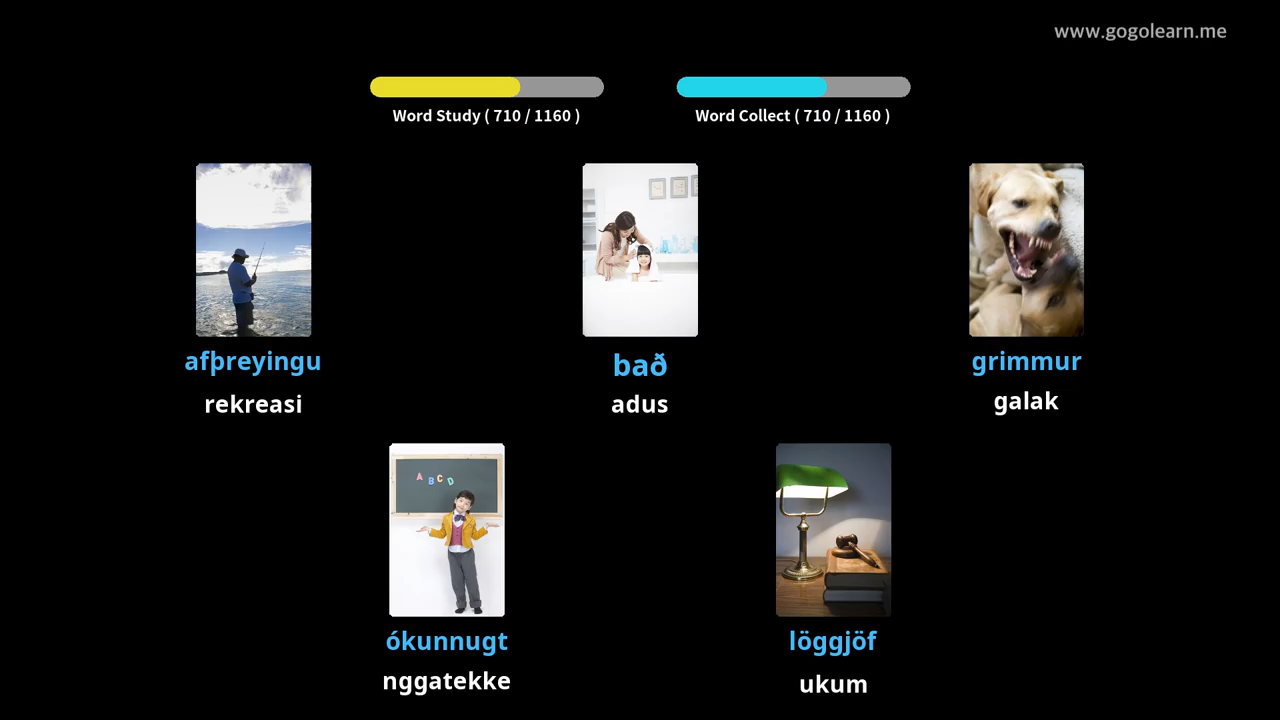 www.gogolearn.me
Word Study ( 710 / 1160 )
Word Collect ( 710 / 1160 )
afþreyingu
rekreasi
bað
adus
grimmur
galak
A B C D
ókunnugt
nggatekke
löggjöf
ukum